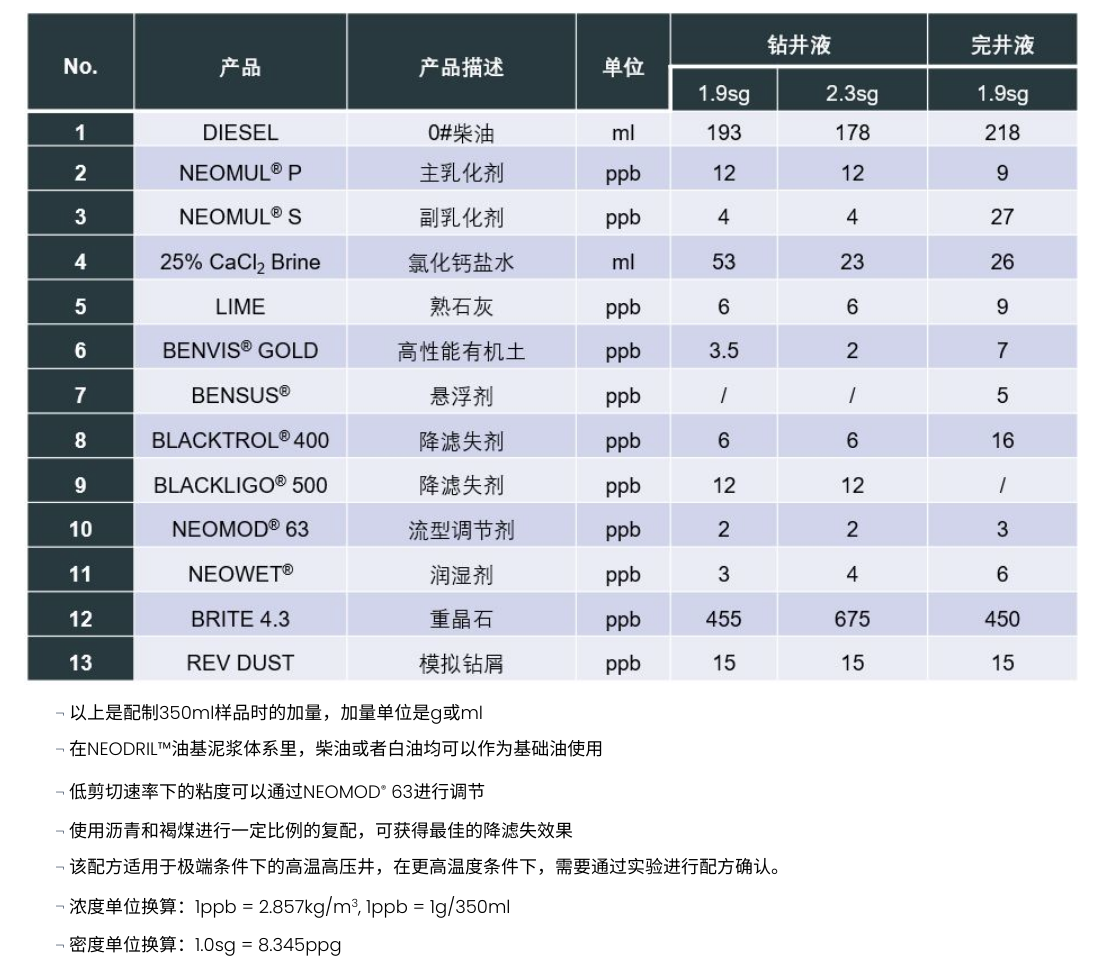 No. 产品 产品描述 单位 钻井液 完井液
1.9sg 2.3sg 1.9sg
1 DIESEL 0#柴油 ml 193 178 218
2 NEOMUL® P 主乳化剂 ppb 12 12 9
3 NEOMUL® S 副乳化剂 ppb 4 4 27
4 25% CaCl₂ Brine 氯化钙盐水 ml 53 23 26
5 LIME 熟石灰 ppb 6 6 9
6 BENVIS® GOLD 高性能有机土 ppb 3.5 2 7
7 BENSUS® 悬浮剂 ppb / / 5
8 BLACKTROL® 400 降滤失剂 ppb 6 6 16
9 BLACKLIGO® 500 降滤失剂 ppb 12 12 /
10 NEOMOD® 63 流型调节剂 ppb 2 2 3
11 NEOWET® 润湿剂 ppb 3 4 6
12 BRITE 4.3 重晶石 ppb 455 675 450
13 REV DUST 模拟钻屑 ppb 15 15 15
¬ 以上是配制350ml样品时的加量，加量单位是g或ml
¬ 在NEODRIL™油基泥浆体系里，柴油或者白油均可以作为基础油使用
¬ 低剪切速率下的粘度可以通过NEOMOD® 63进行调节
¬ 使用沥青和褐煤进行一定比例的复配，可获得最佳的降滤失效果
¬ 该配方适用于极端条件下的高温高压井，在更高温度条件下，需要通过实验进行配方确认。
¬ 浓度单位换算：1ppb = 2.857kg/m³, 1ppb = 1g/350ml
¬ 密度单位换算：1.0sg = 8.345ppg